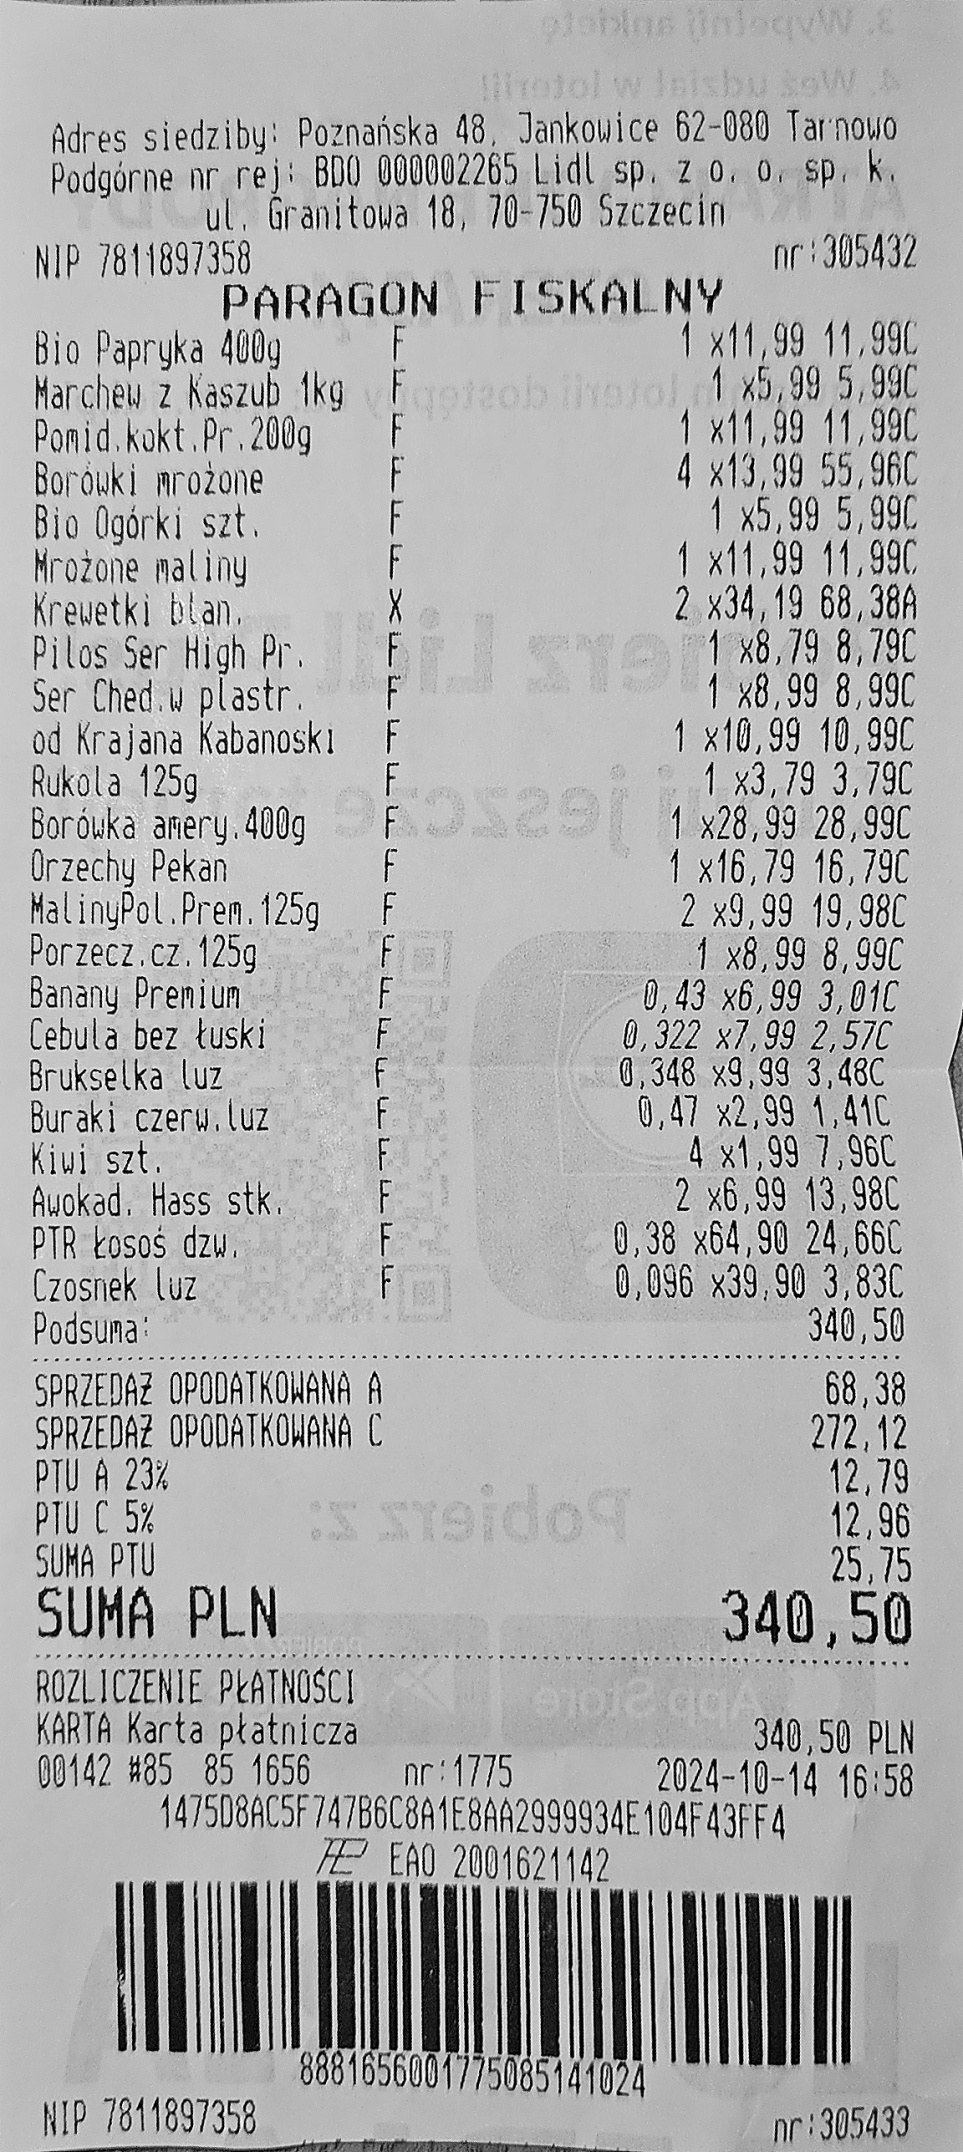 3. Wypełnij ankietę
4. Weź udział w loterii!
Adres siedziby: Poznańska 48, Jankowice 62-080 Tarnowo
Podgórne nr rej: BDO 000002265 Lidl sp. z o. o. sp. k.
ul. Granitowa 18, 70-750 Szczecin
NIP 7811897358 nr:305432
PARAGON FISKALNY
Bio Papryka 400g F 1 x11,99 11,99C
Marchew z Kaszub 1kg F 1 x5,99 5,99C
Pomid.kokt.Pr.200g F 1 x11,99 11,99C
Borówki mrożone F 4 x13,99 55,96C
Bio Ogórki szt. F 1 x5,99 5,99C
Mrożone maliny F 1 x11,99 11,99C
Krewetki blan. X 2 x34,19 68,38A
Pilos Ser High Pr. F 1 x8,79 8,79C
Ser Ched.w plastr. F 1 x8,99 8,99C
od Krajana Kabanoski F 1 x10,99 10,99C
Rukola 125g F 1 x3,79 3,79C
Borówka amery.400g F 1 x28,99 28,99C
Orzechy Pekan F 1 x16,79 16,79C
MalinyPol.Prem.125g F 2 x9,99 19,98C
Porzecz.cz.125g F 1 x8,99 8,99C
Banany Premium F 0,43 x6,99 3,01C
Cebula bez łuski F 0,322 x7,99 2,57C
Brukselka luz F 0,348 x9,99 3,48C
Buraki czerw.luz F 0,47 x2,99 1,41C
Kiwi szt. F 4 x1,99 7,96C
Awokad. Hass stk. F 2 x6,99 13,98C
PTR Łosoś dzw. F 0,38 x64,90 24,66C
Czosnek luz F 0,096 x39,90 3,83C
Podsuma: 340,50
SPRZEDAŻ OPODATKOWANA A 68,38
SPRZEDAŻ OPODATKOWANA C 272,12
PTU A 23% 12,79
PTU C 5% 12,96
Pobierz z:
SUMA PTU 25,75
SUMA PLN 340,50
App Store
ROZLICZENIE PŁATNOŚCI
KARTA Karta płatnicza 340,50 PLN
00142 #85 85 1656 nr:1775 2024-10-14 16:58
1475D8AC5F747B6C8A1E8AA2999934E104F43FF4
EAO 2001621142
8881656001775085141024
NIP 7811897358 nr:305433